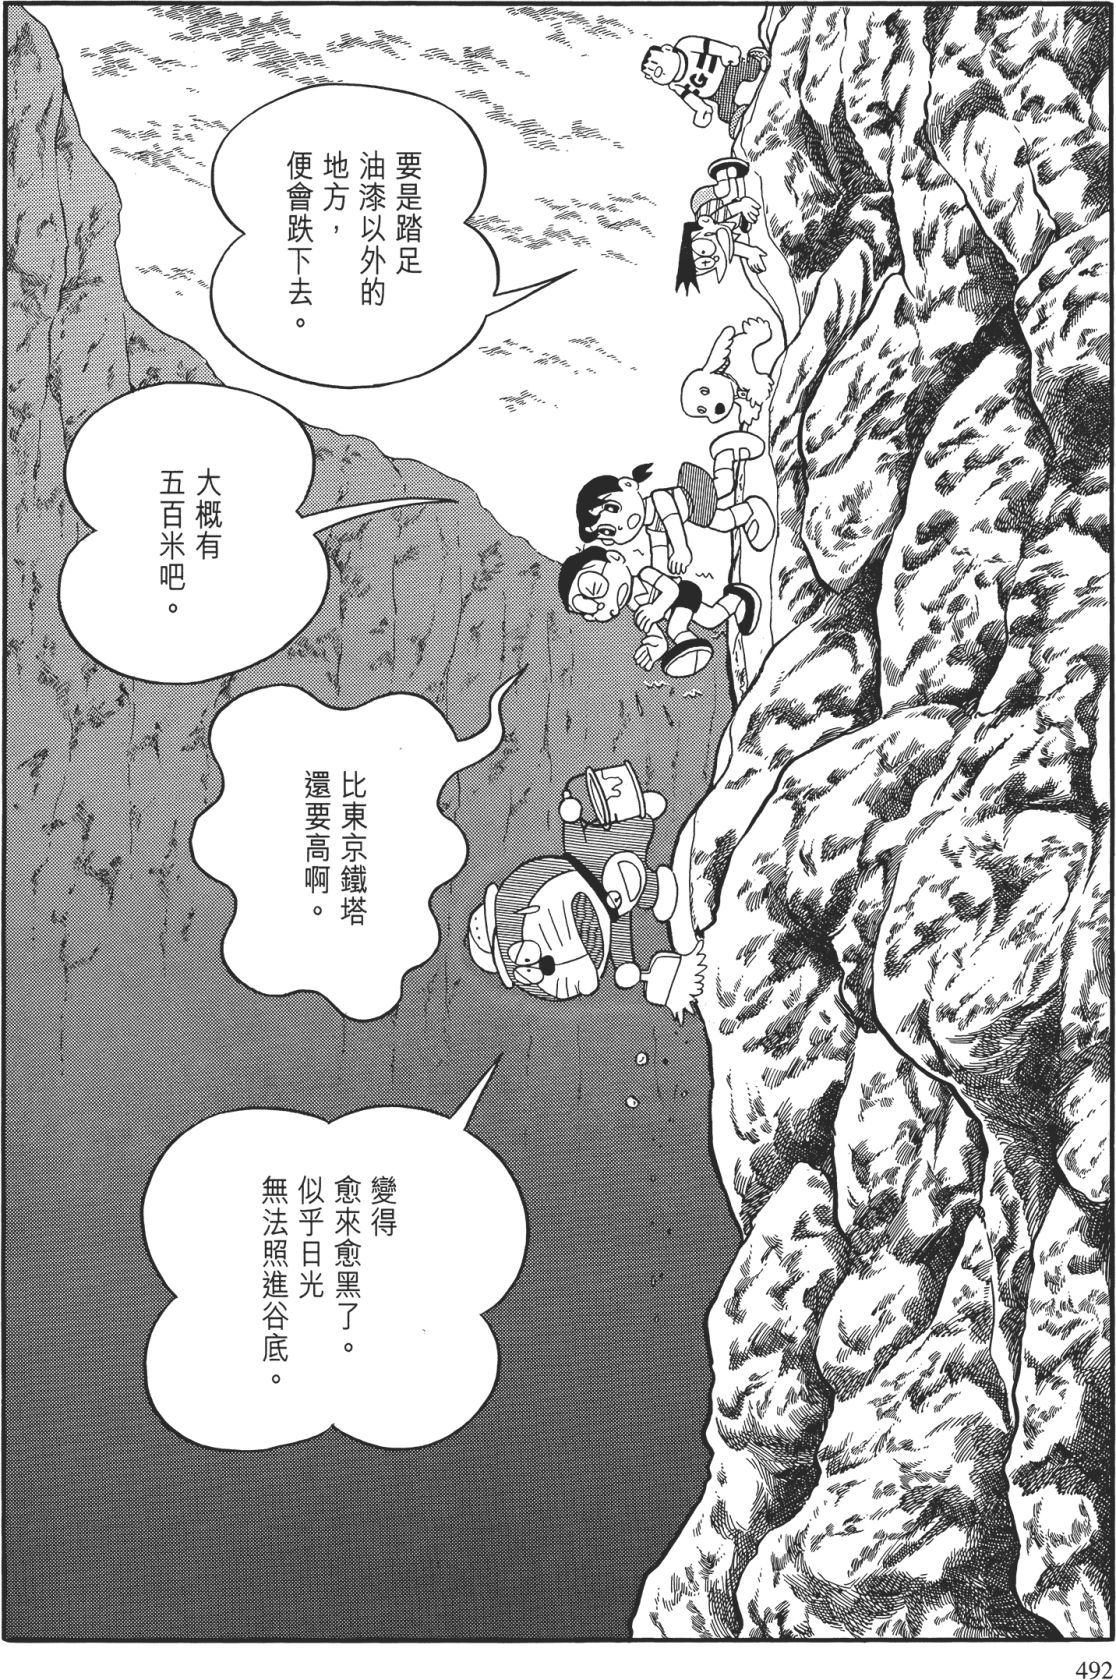 要是踏足
油漆以外的
地方，
便會跌下去。
大概有
五百米吧。
比東京鐵塔
還要高啊。
變得
愈來愈黑了。
似乎日光
無法照進谷底。
G
492